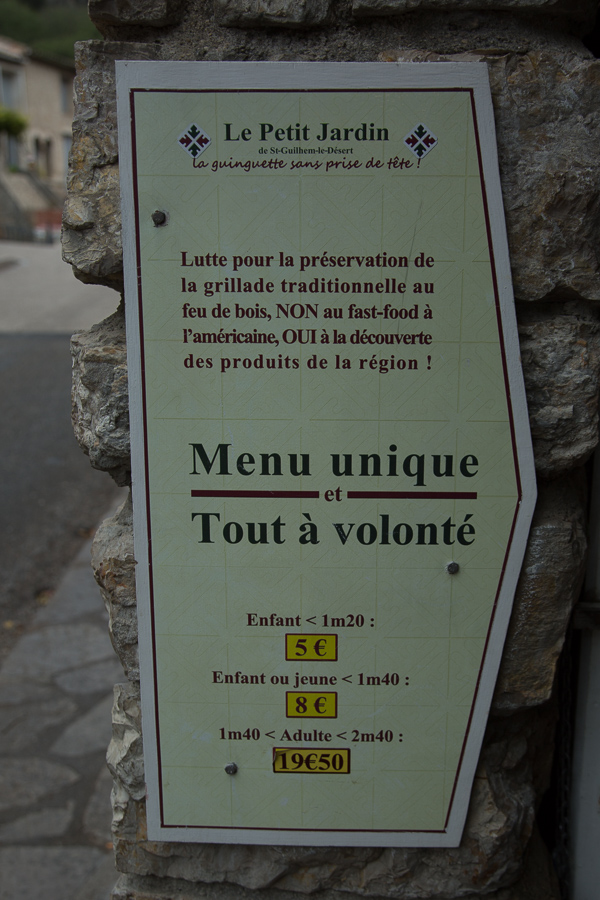 Le Petit Jardin
de St-Guilhem-le-Désert
la guinguette sans prise de tête !
Lutte pour la préservation de
la grillade traditionnelle au
feu de bois, NON au fast-food à
l'américaine, OUI à la découverte
des produits de la région !
Menu unique
et
Tout à volonté
Enfant < 1m20 :
5 €
Enfant ou jeune < 1m40 :
8 €
1m40 < Adulte < 2m40 :
19€50